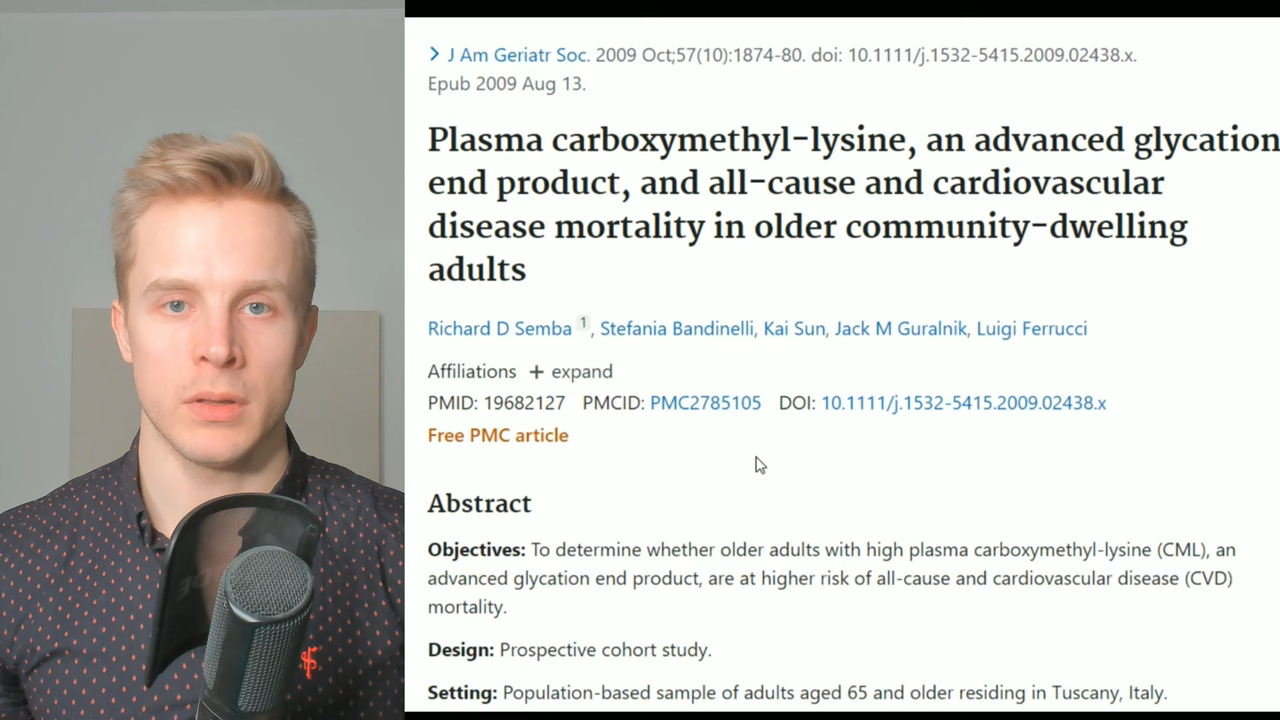 J Am Geriatr Soc. 2009 Oct;57(10):1874-80. doi: 10.1111/j.1532-5415.2009.02438.x.
Epub 2009 Aug 13.
Plasma carboxymethyl-lysine, an advanced glycation
end product, and all-cause and cardiovascular
disease mortality in older community-dwelling
adults
Richard D Semba 1, Stefania Bandinelli, Kai Sun, Jack M Guralnik, Luigi Ferrucci
Affiliations + expand
PMID: 19682127 PMCID: PMC2785105 DOI: 10.1111/j.1532-5415.2009.02438.x
Free PMC article
Abstract
Objectives: To determine whether older adults with high plasma carboxymethyl-lysine (CML), an
advanced glycation end product, are at higher risk of all-cause and cardiovascular disease (CVD)
mortality.
Design: Prospective cohort study.
Setting: Population-based sample of adults aged 65 and older residing in Tuscany, Italy.